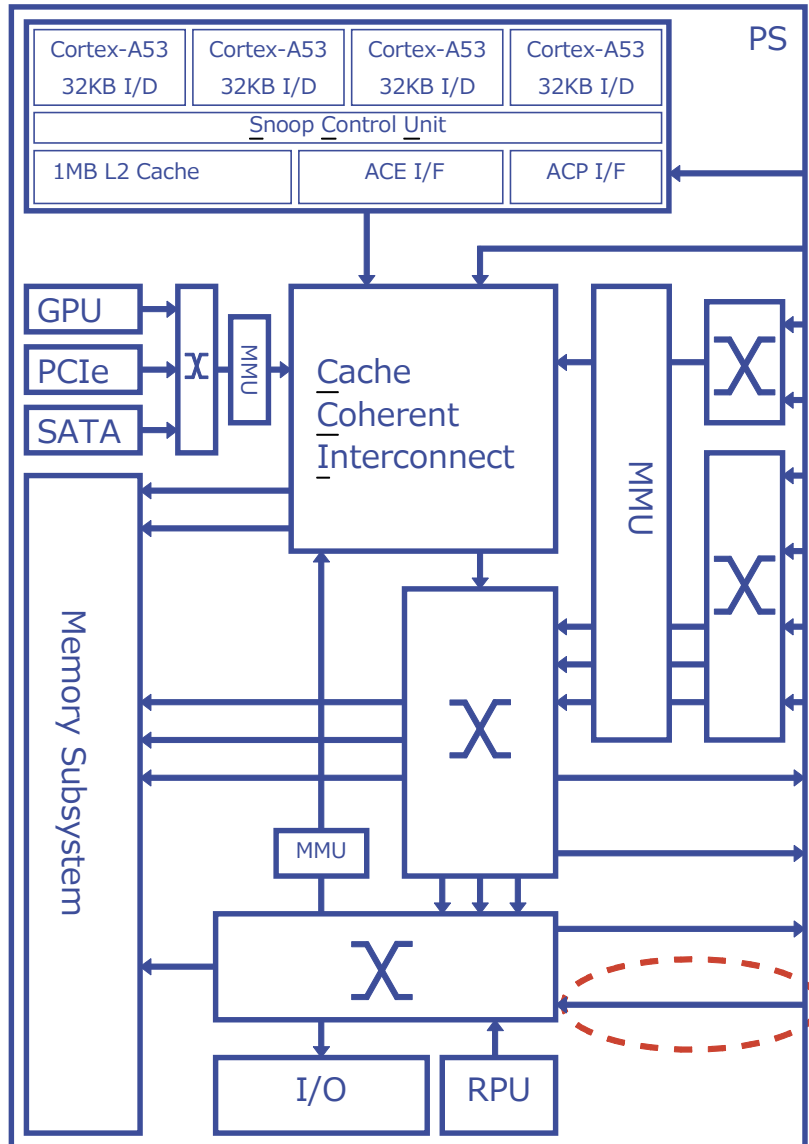 PS
Cortex-A53
32KB I/D
Cortex-A53
32KB I/D
Cortex-A53
32KB I/D
Cortex-A53
32KB I/D
Snoop Control Unit
1MB L2 Cache
ACE I/F
ACP I/F
GPU
PCIe
SATA
MMU
Cache
Coherent
Interconnect
MMU
Memory Subsystem
MMU
I/O
RPU